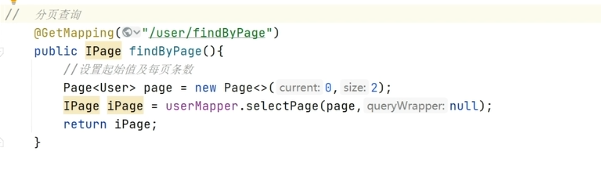 //  分页查询
@GetMapping("/user/findByPage")
public IPage findByPage(){
//设置起始值及每页条数
Page<User> page = new Page<>( current: 0, size: 2);
IPage iPage = userMapper.selectPage(page, queryWrapper: null);
return iPage;
}